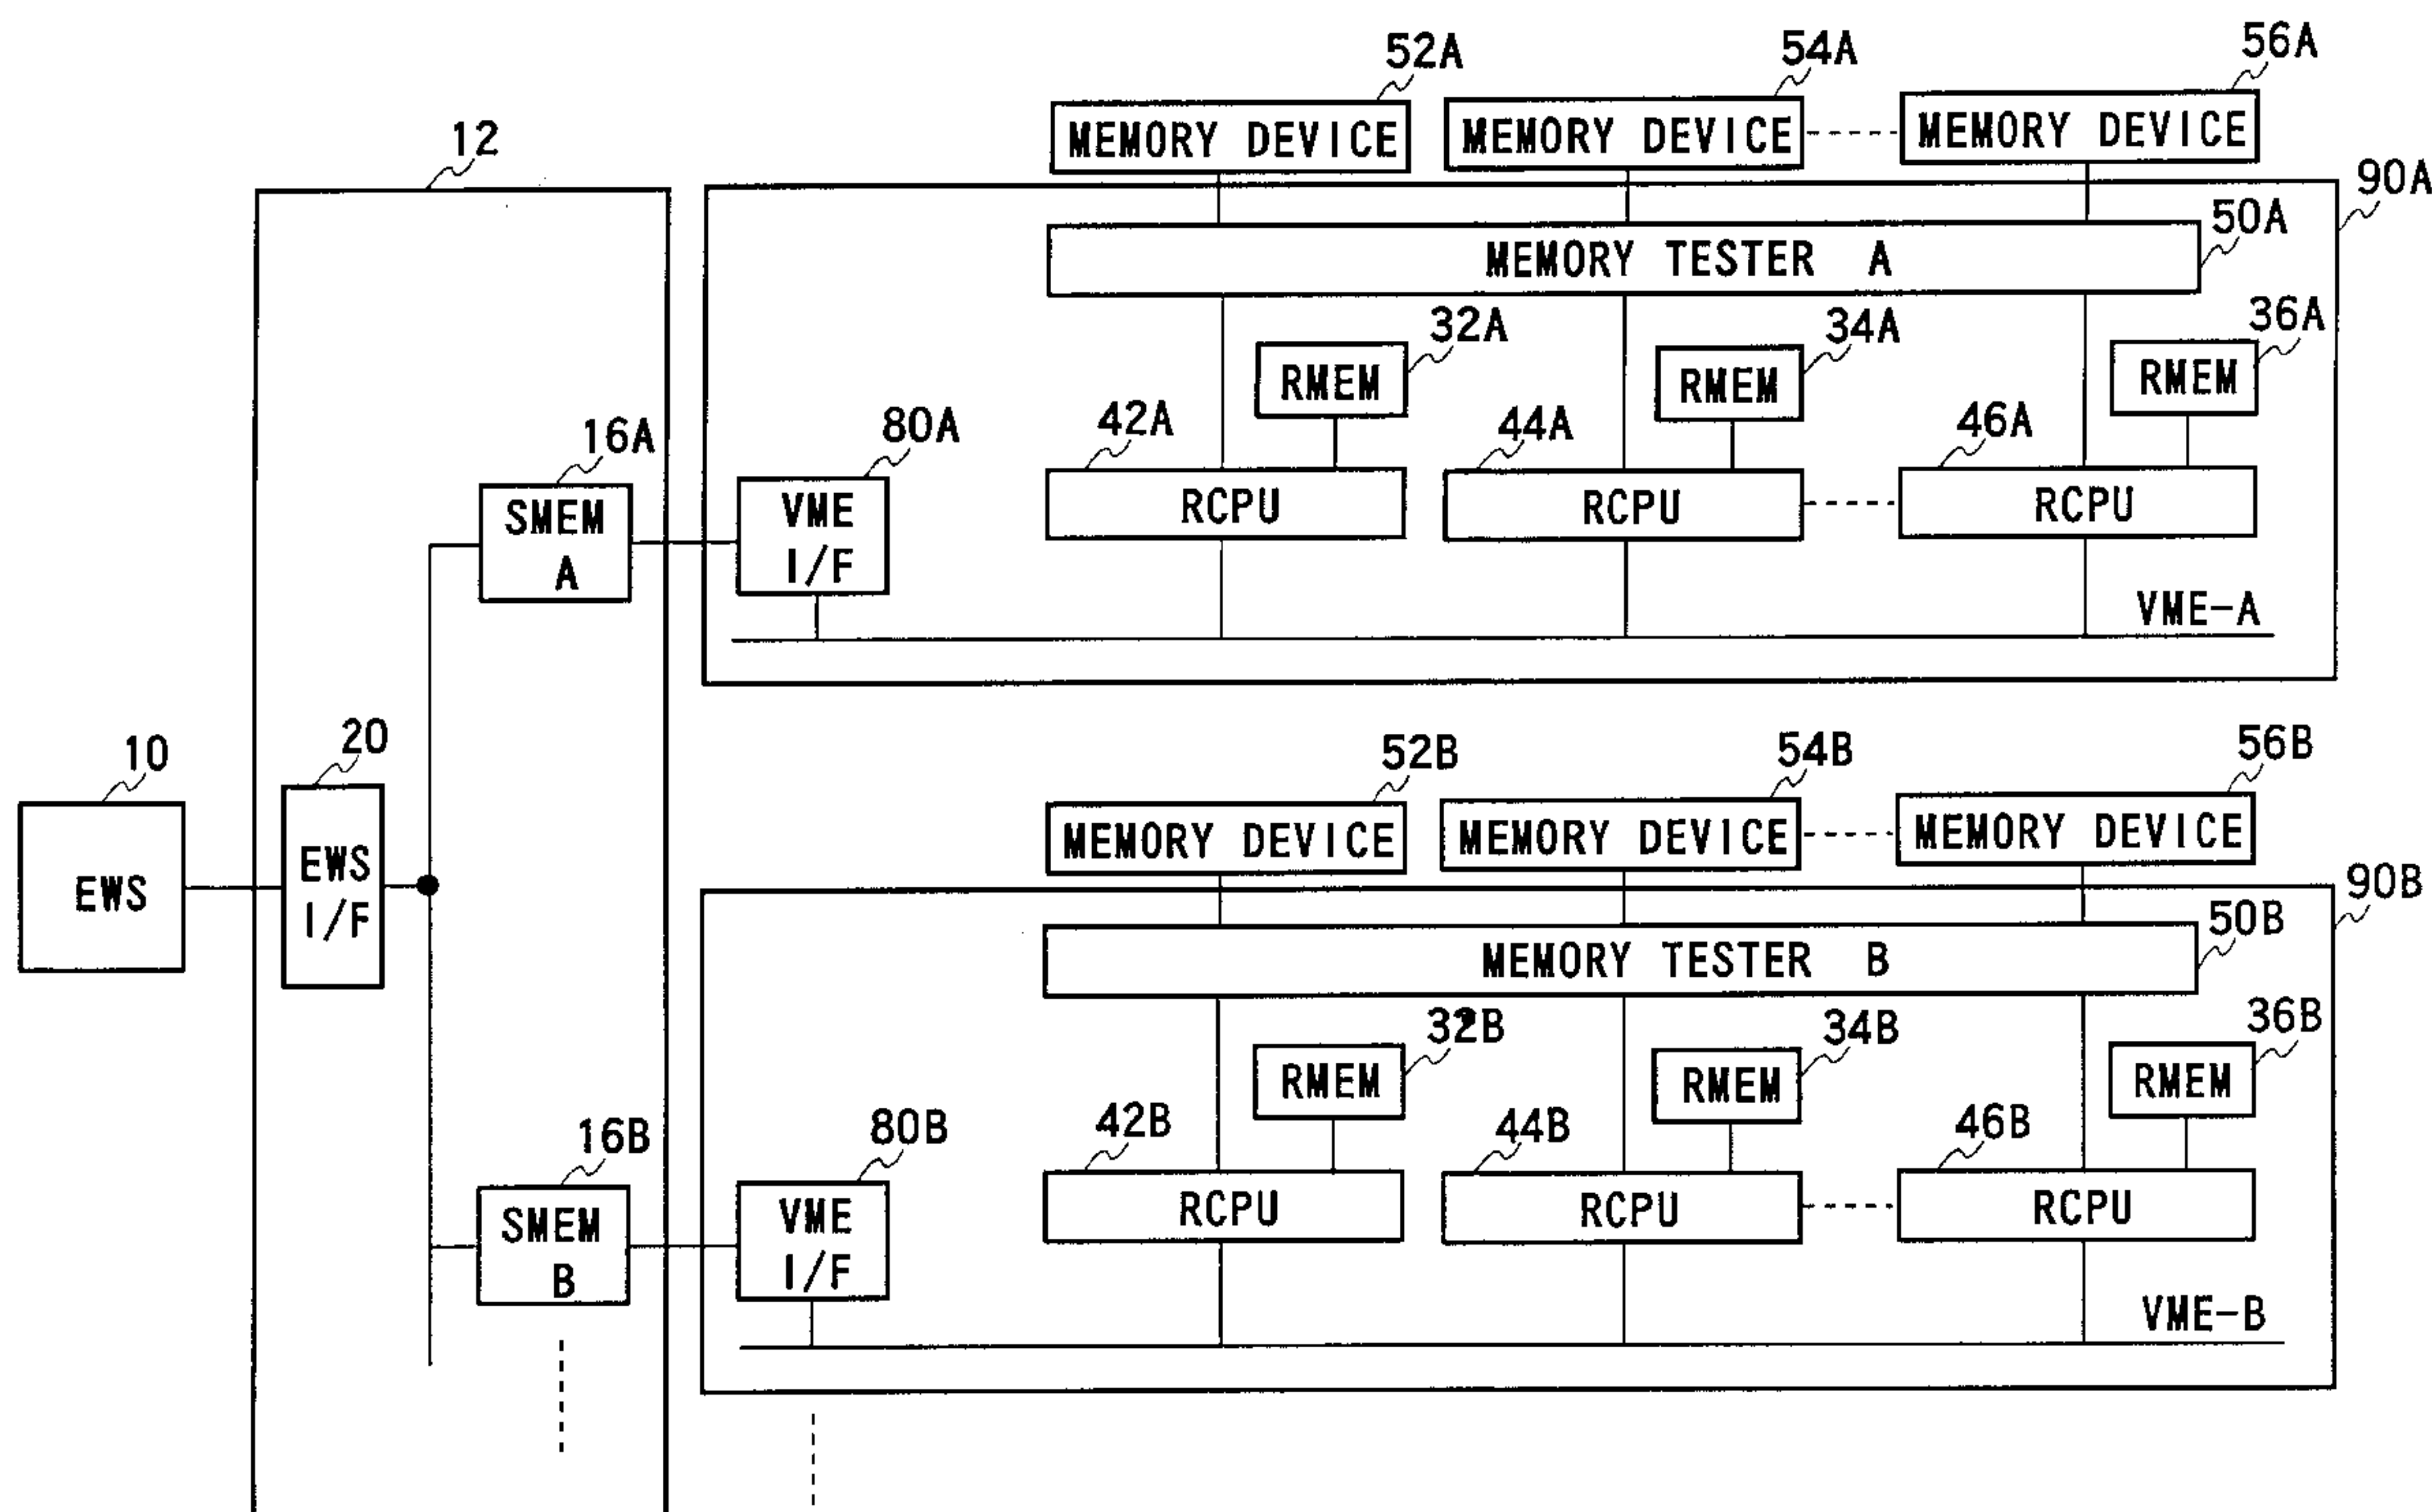 52A
54A
56A
MEMORY DEVICE
MEMORY DEVICE
MEMORY DEVICE
12
90A
50A
MEMORY TESTER A
32A
34A
36A
RMEM
RMEM
RMEM
16A
80A
42A
44A
46A
SMEM
A
VME
I/F
RCPU
RCPU
RCPU
VME-A
10
20
EWS
EWS
I/F
52B
54B
56B
MEMORY DEVICE
MEMORY DEVICE
MEMORY DEVICE
90B
50B
MEMORY TESTER B
32B
34B
36B
RMEM
RMEM
RMEM
16B
80B
42B
44B
46B
SMEM
B
VME
I/F
RCPU
RCPU
RCPU
VME-B